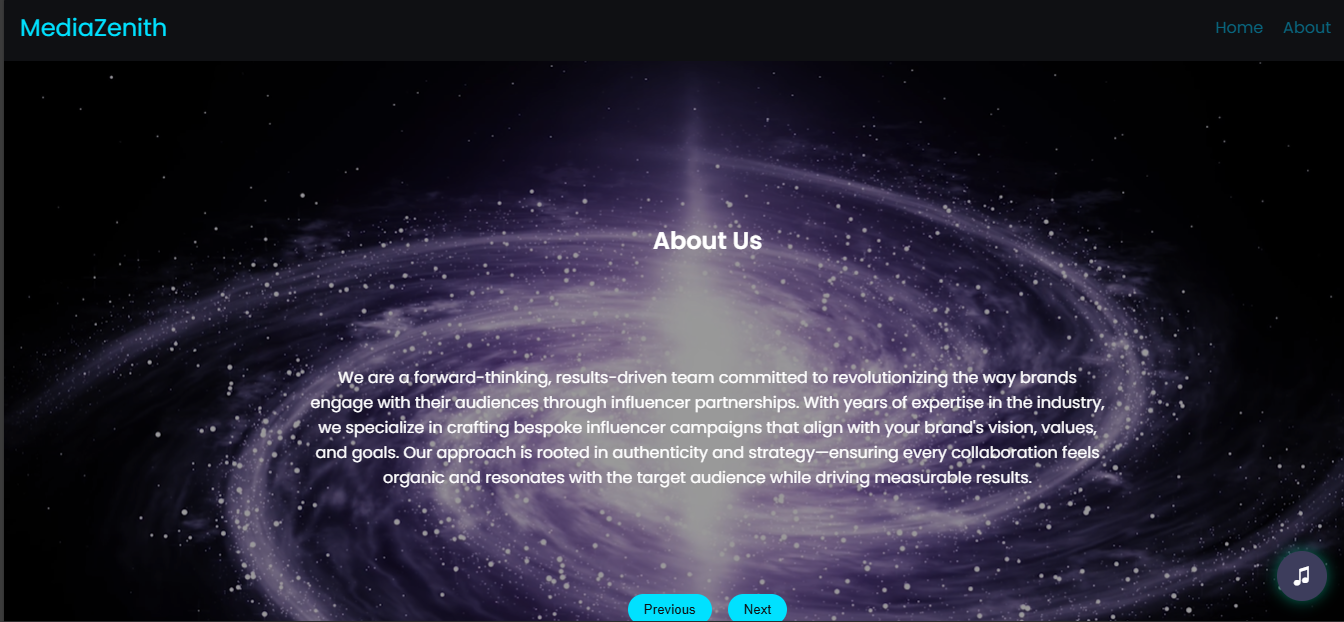 MediaZenith
Home About
About Us
We are a forward-thinking, results-driven team committed to revolutionizing the way brands
engage with their audiences through influencer partnerships. With years of expertise in the industry,
we specialize in crafting bespoke influencer campaigns that align with your brand's vision, values,
and goals. Our approach is rooted in authenticity and strategy—ensuring every collaboration feels
organic and resonates with the target audience while driving measurable results.
Previous Next